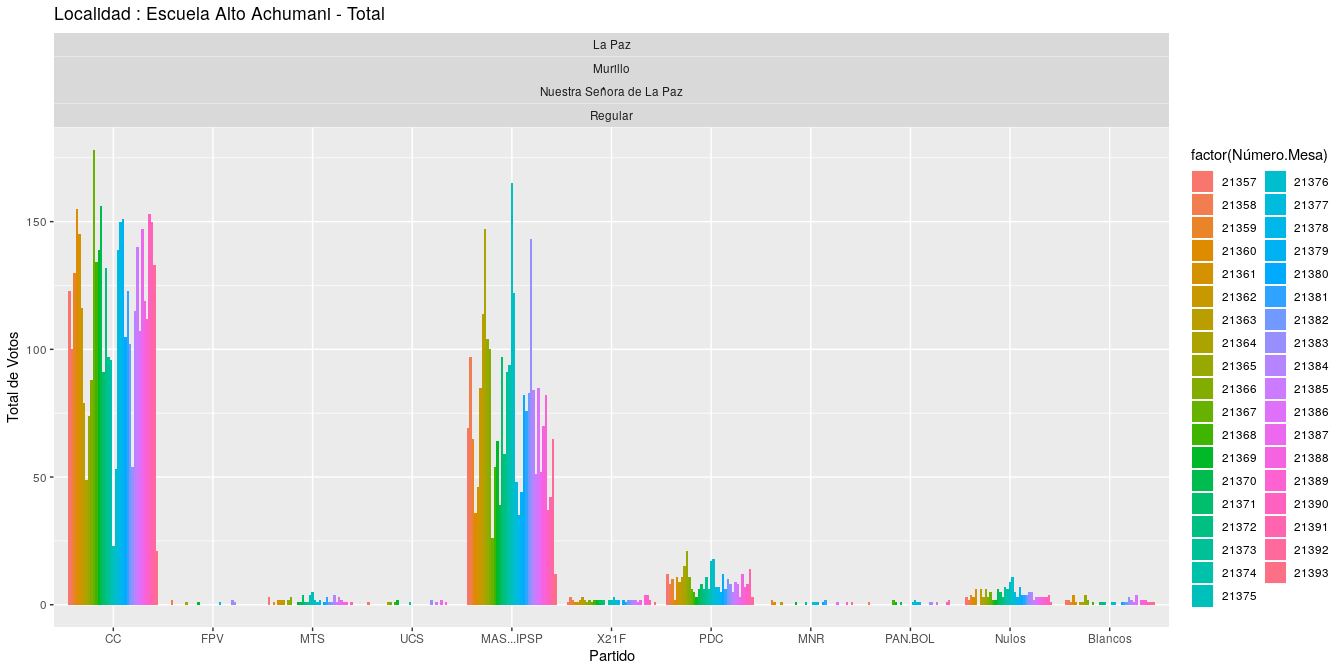 Localidad : Escuela Alto Achumani - Total
La Paz
Murillo
Nuestra Señora de La Paz
Regular
Total de Votos
150
100
50
0
CC FPV MTS UCS MAS...IPSP X21F PDC MNR PAN.BOL Nulos Blancos
Partido
factor(Número.Mesa)
21357 21376
21358 21377
21359 21378
21360 21379
21361 21380
21362 21381
21363 21382
21364 21383
21365 21384
21366 21385
21367 21386
21368 21387
21369 21388
21370 21389
21371 21390
21372 21391
21373 21392
21374 21393
21375